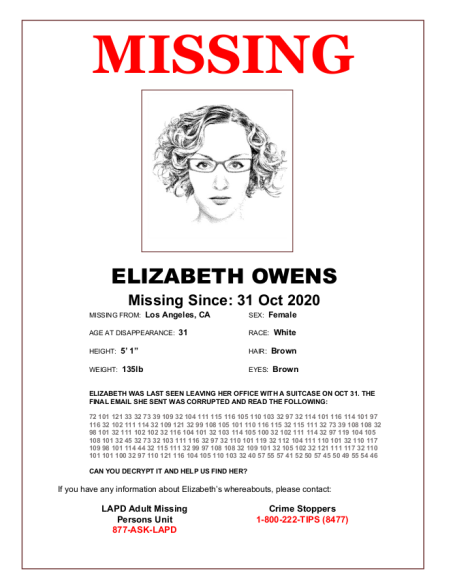 MISSING
ELIZABETH OWENS
Missing Since: 31 Oct 2020
MISSING FROM: Los Angeles, CA SEX: Female
AGE AT DISAPPEARANCE: 31 RACE: White
HEIGHT: 5' 1” HAIR: Brown
WEIGHT: 135lb EYES: Brown
ELIZABETH WAS LAST SEEN LEAVING HER OFFICE WITH A SUITCASE ON OCT 31. THE
FINAL EMAIL SHE SENT WAS CORRUPTED AND READ THE FOLLOWING:
72 101 121 33 32 73 39 109 32 104 111 115 116 105 110 103 32 97 32 114 101 116 114 101 97
116 32 102 111 114 32 109 121 32 99 108 105 101 110 116 115 32 115 111 32 73 39 108 108 32
98 101 32 111 102 102 32 116 104 101 32 103 114 105 100 32 102 111 114 32 97 119 104 105
108 101 32 45 32 73 32 103 111 116 32 97 32 110 101 119 32 112 104 111 110 101 32 110 117
109 98 101 114 44 32 115 111 32 99 97 108 108 32 109 101 32 105 102 32 121 111 117 32 110
101 101 100 32 97 110 121 116 104 105 110 103 32 40 57 55 57 41 52 50 57 45 50 49 55 54 46
CAN YOU DECRYPT IT AND HELP US FIND HER?
If you have any information about Elizabeth's whereabouts, please contact:
LAPD Adult Missing Crime Stoppers
Persons Unit 1-800-222-TIPS (8477)
877-ASK-LAPD